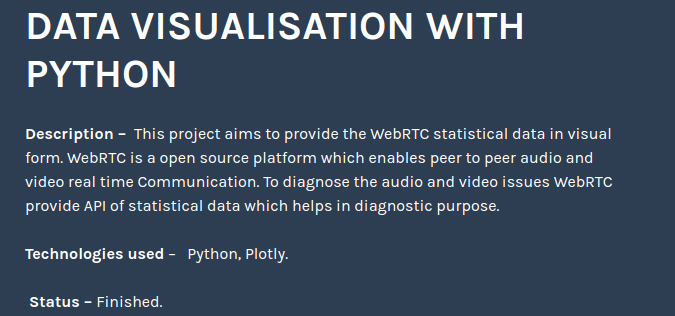 DATA VISUALISATION WITH
PYTHON
Description – This project aims to provide the WebRTC statistical data in visual
form. WebRTC is a open source platform which enables peer to peer audio and
video real time Communication. To diagnose the audio and video issues WebRTC
provide API of statistical data which helps in diagnostic purpose.
Technologies used – Python, Plotly.
Status – Finished.